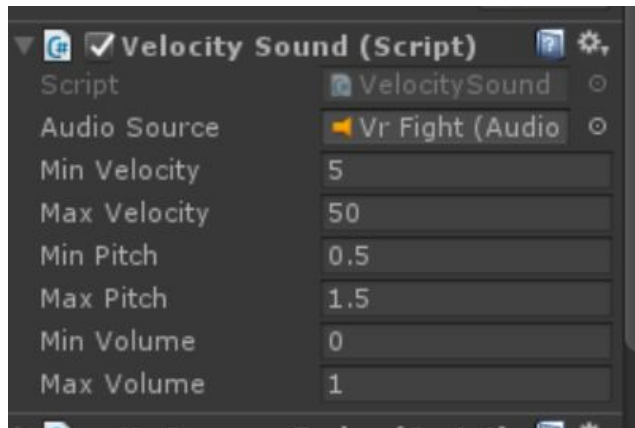 Velocity Sound (Script)
Script VelocitySound
Audio Source Vr Fight (Audio
Min Velocity 5
Max Velocity 50
Min Pitch 0.5
Max Pitch 1.5
Min Volume 0
Max Volume 1